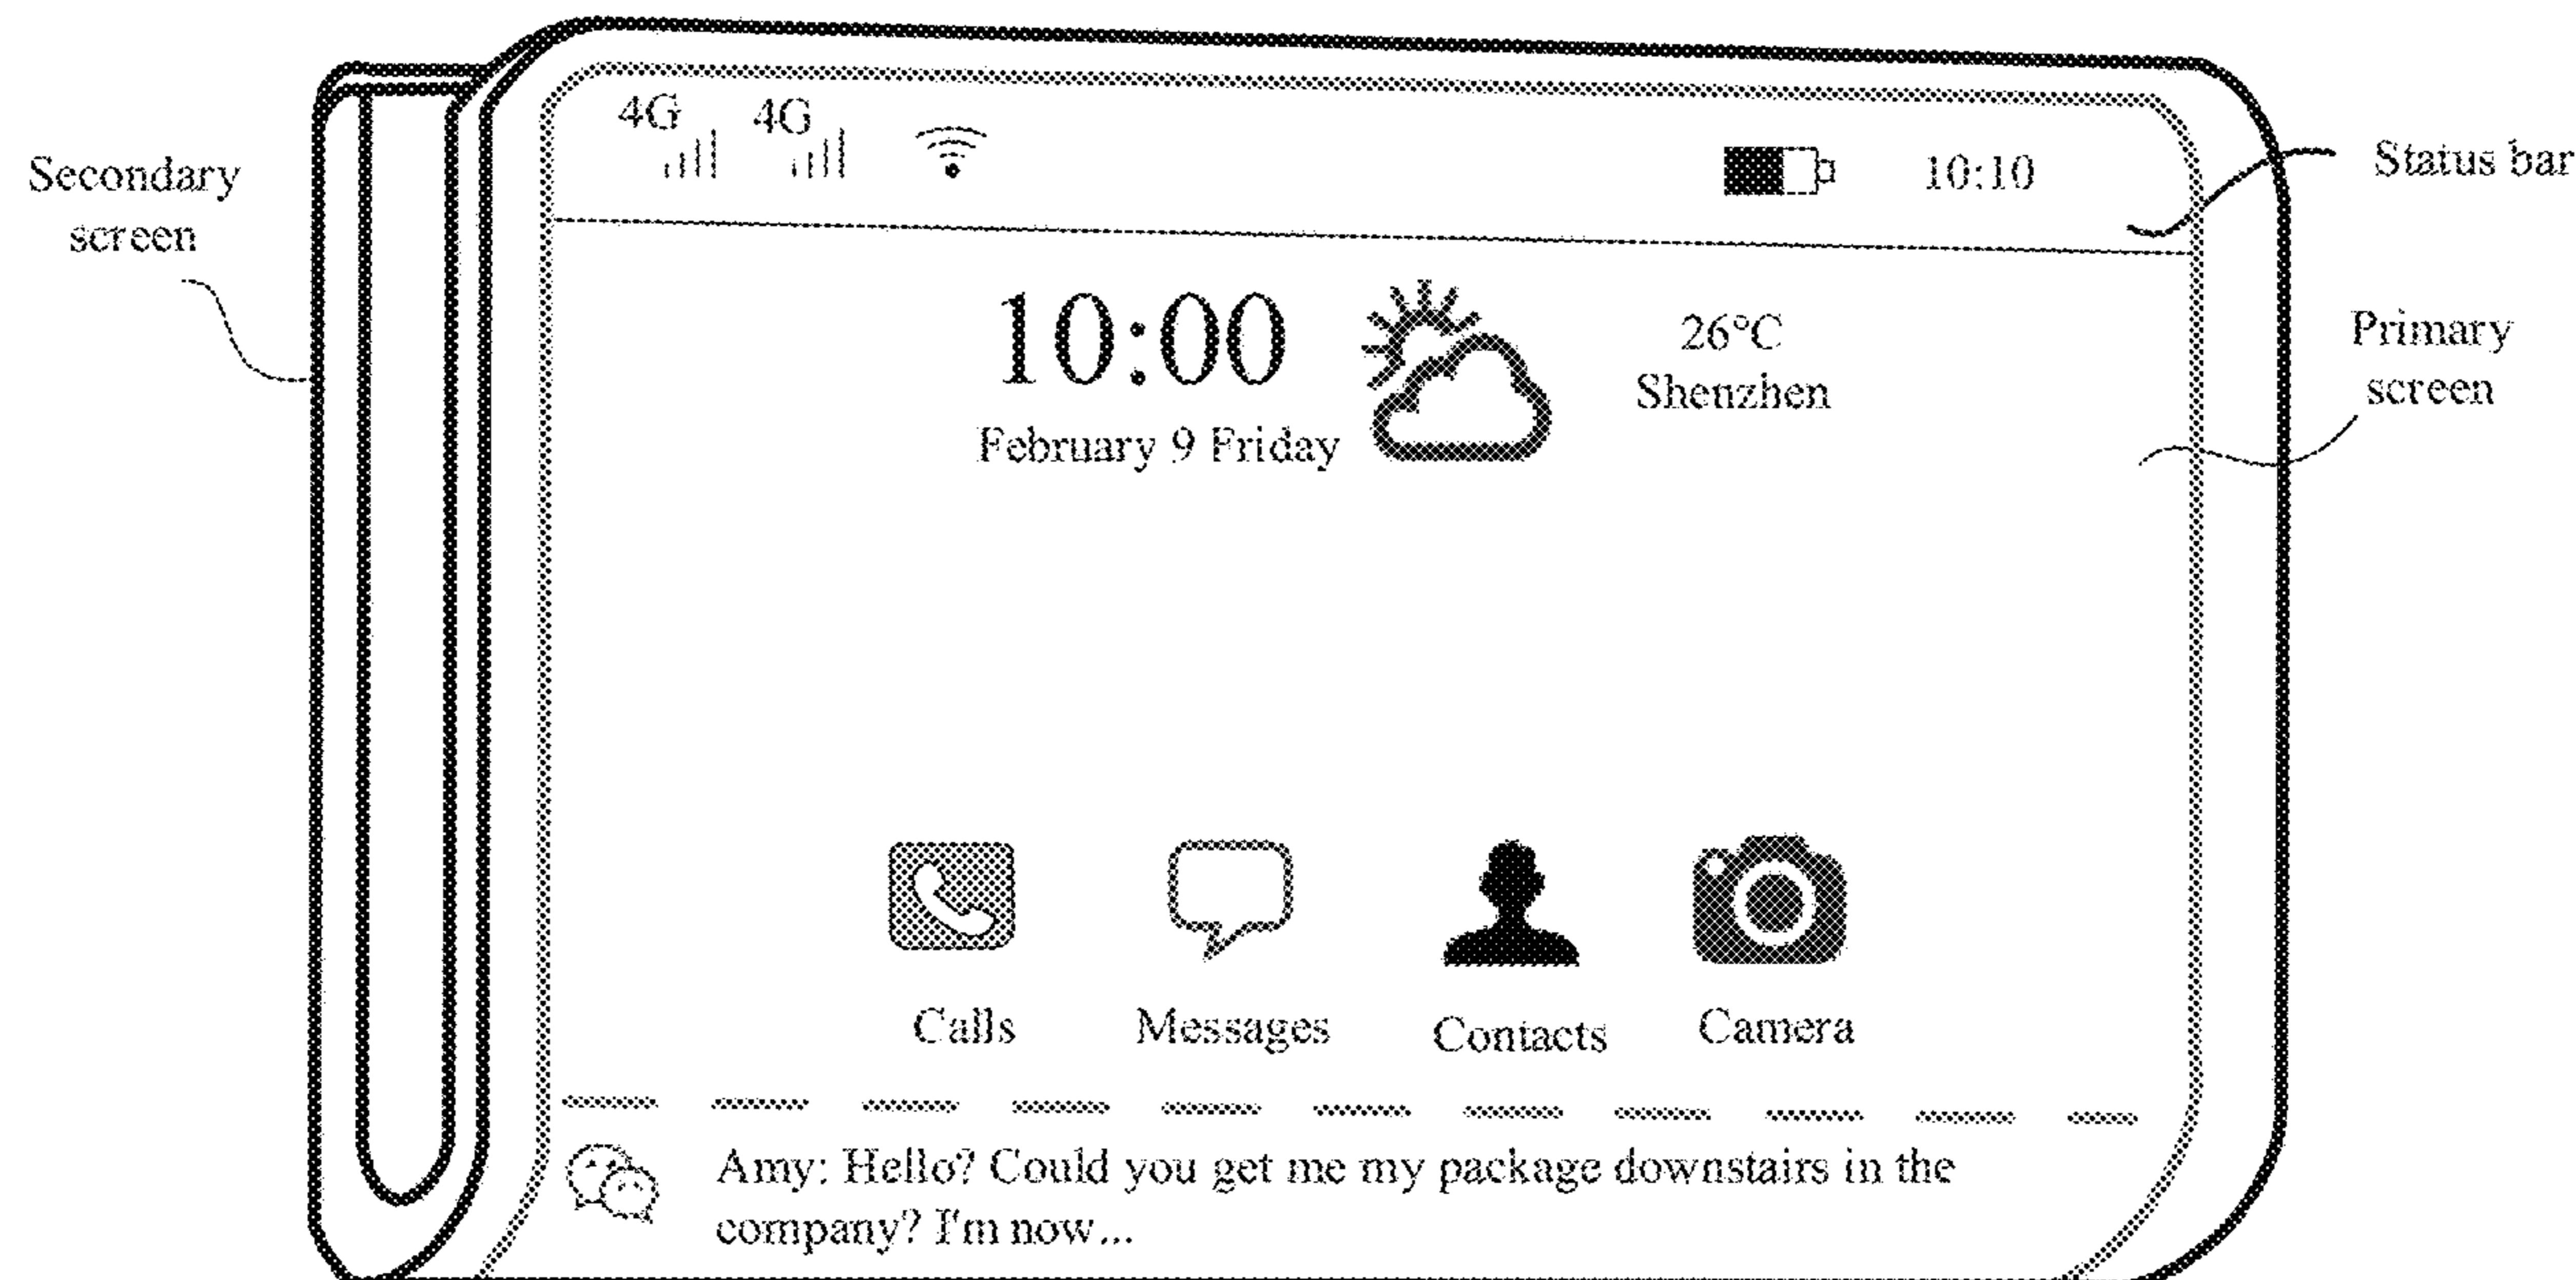 4G 4G
10:10
Status bar
Secondary
screen
10:00
26°C
Shenzhen
February 9 Friday
Primary
screen
Calls Messages Contacts Camera
Amy: Hello? Could you get me my package downstairs in the
company? I'm now...